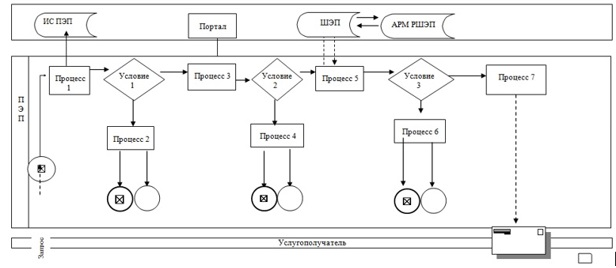 ИС ПЭП
Портал
ШЭП
АРМ РШЭП
П
Э
П
Процесс
1
Условие
1
Процесс 3
Условие
2
Процесс 5
Условие
3
Процесс 7
Процесс 2
Процесс 4
Процесс 6
Запрос
Услугополучатель